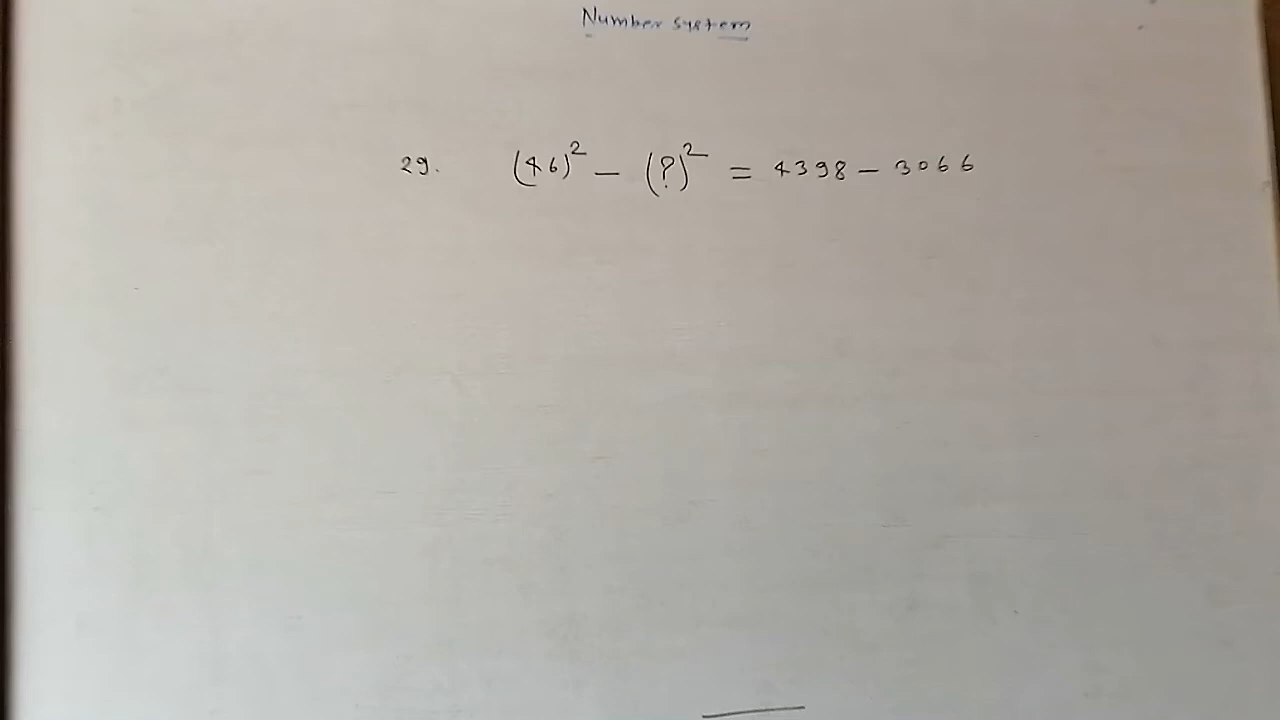 Number system
29. (46)² – (?)² = 4398 – 3066